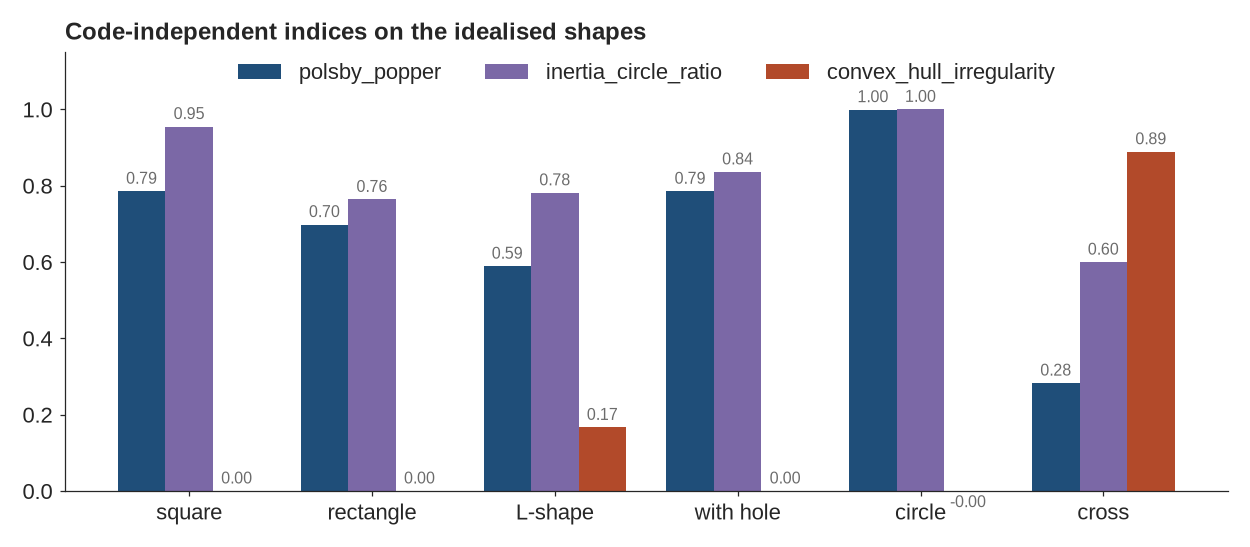 Code-independent indices on the idealised shapes
polsby_popper inertia_circle_ratio convex_hull_irregularity
1.0
0.8
0.6
0.4
0.2
0.0
0.79 0.95 0.00
0.70 0.76 0.00
0.59 0.78 0.17
0.79 0.84 0.00
1.00 1.00 -0.00
0.28 0.60 0.89
square rectangle L-shape with hole circle cross